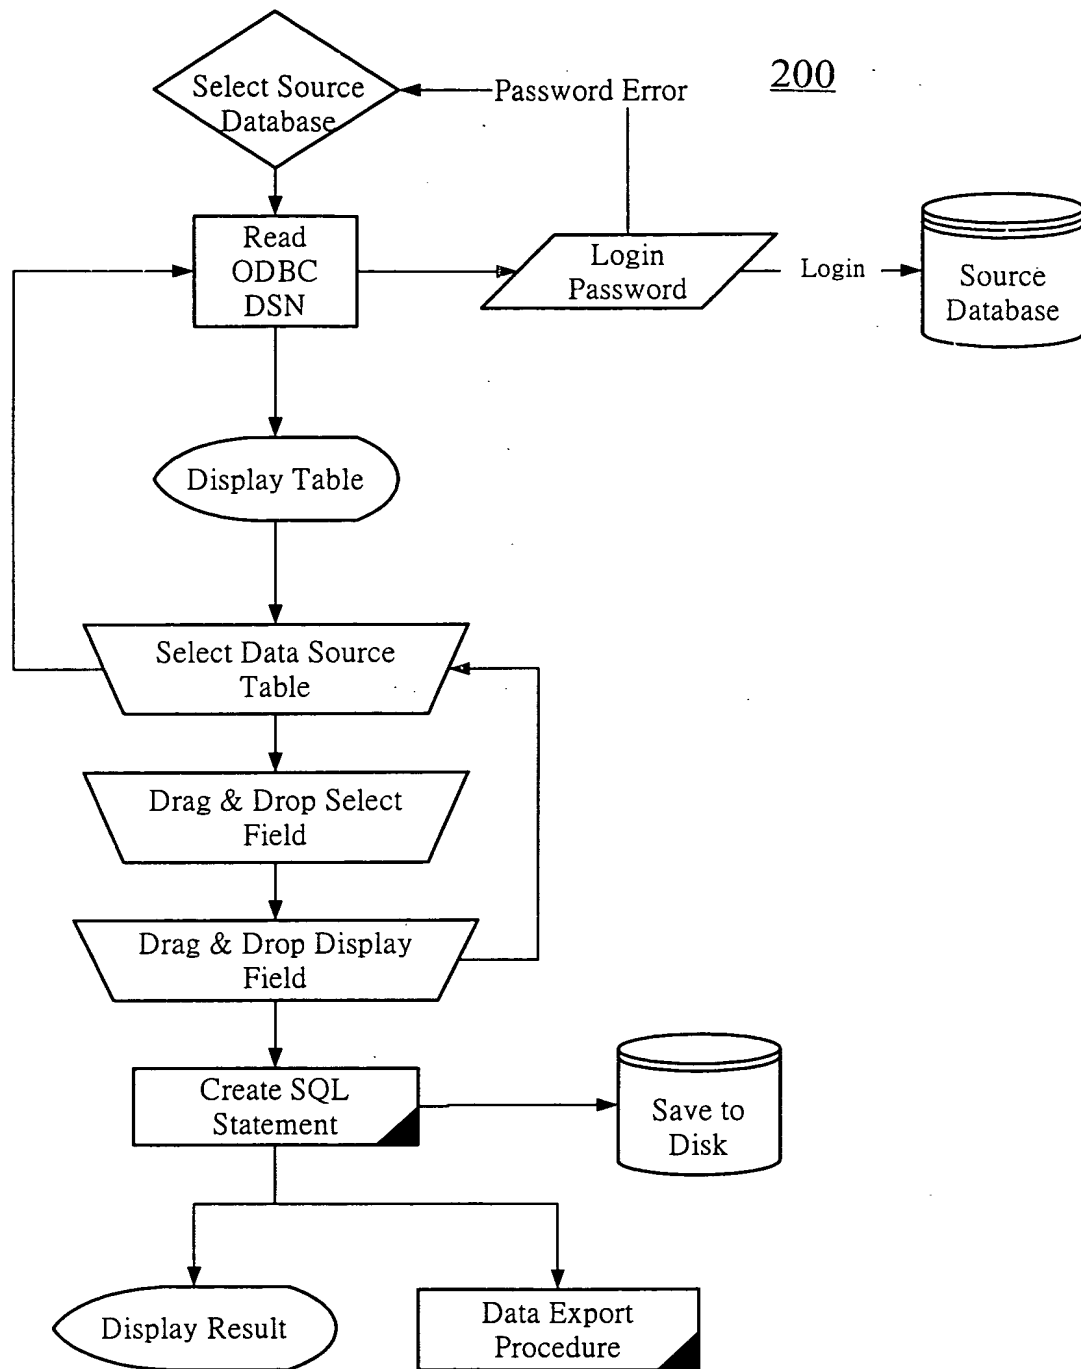 200
Select Source
Database
Password Error
Read
ODBC
DSN
Login
Password
Login
Source
Database
Display Table
Select Data Source
Table
Drag & Drop Select
Field
Drag & Drop Display
Field
Create SQL
Statement
Save to
Disk
Display Result
Data Export
Procedure